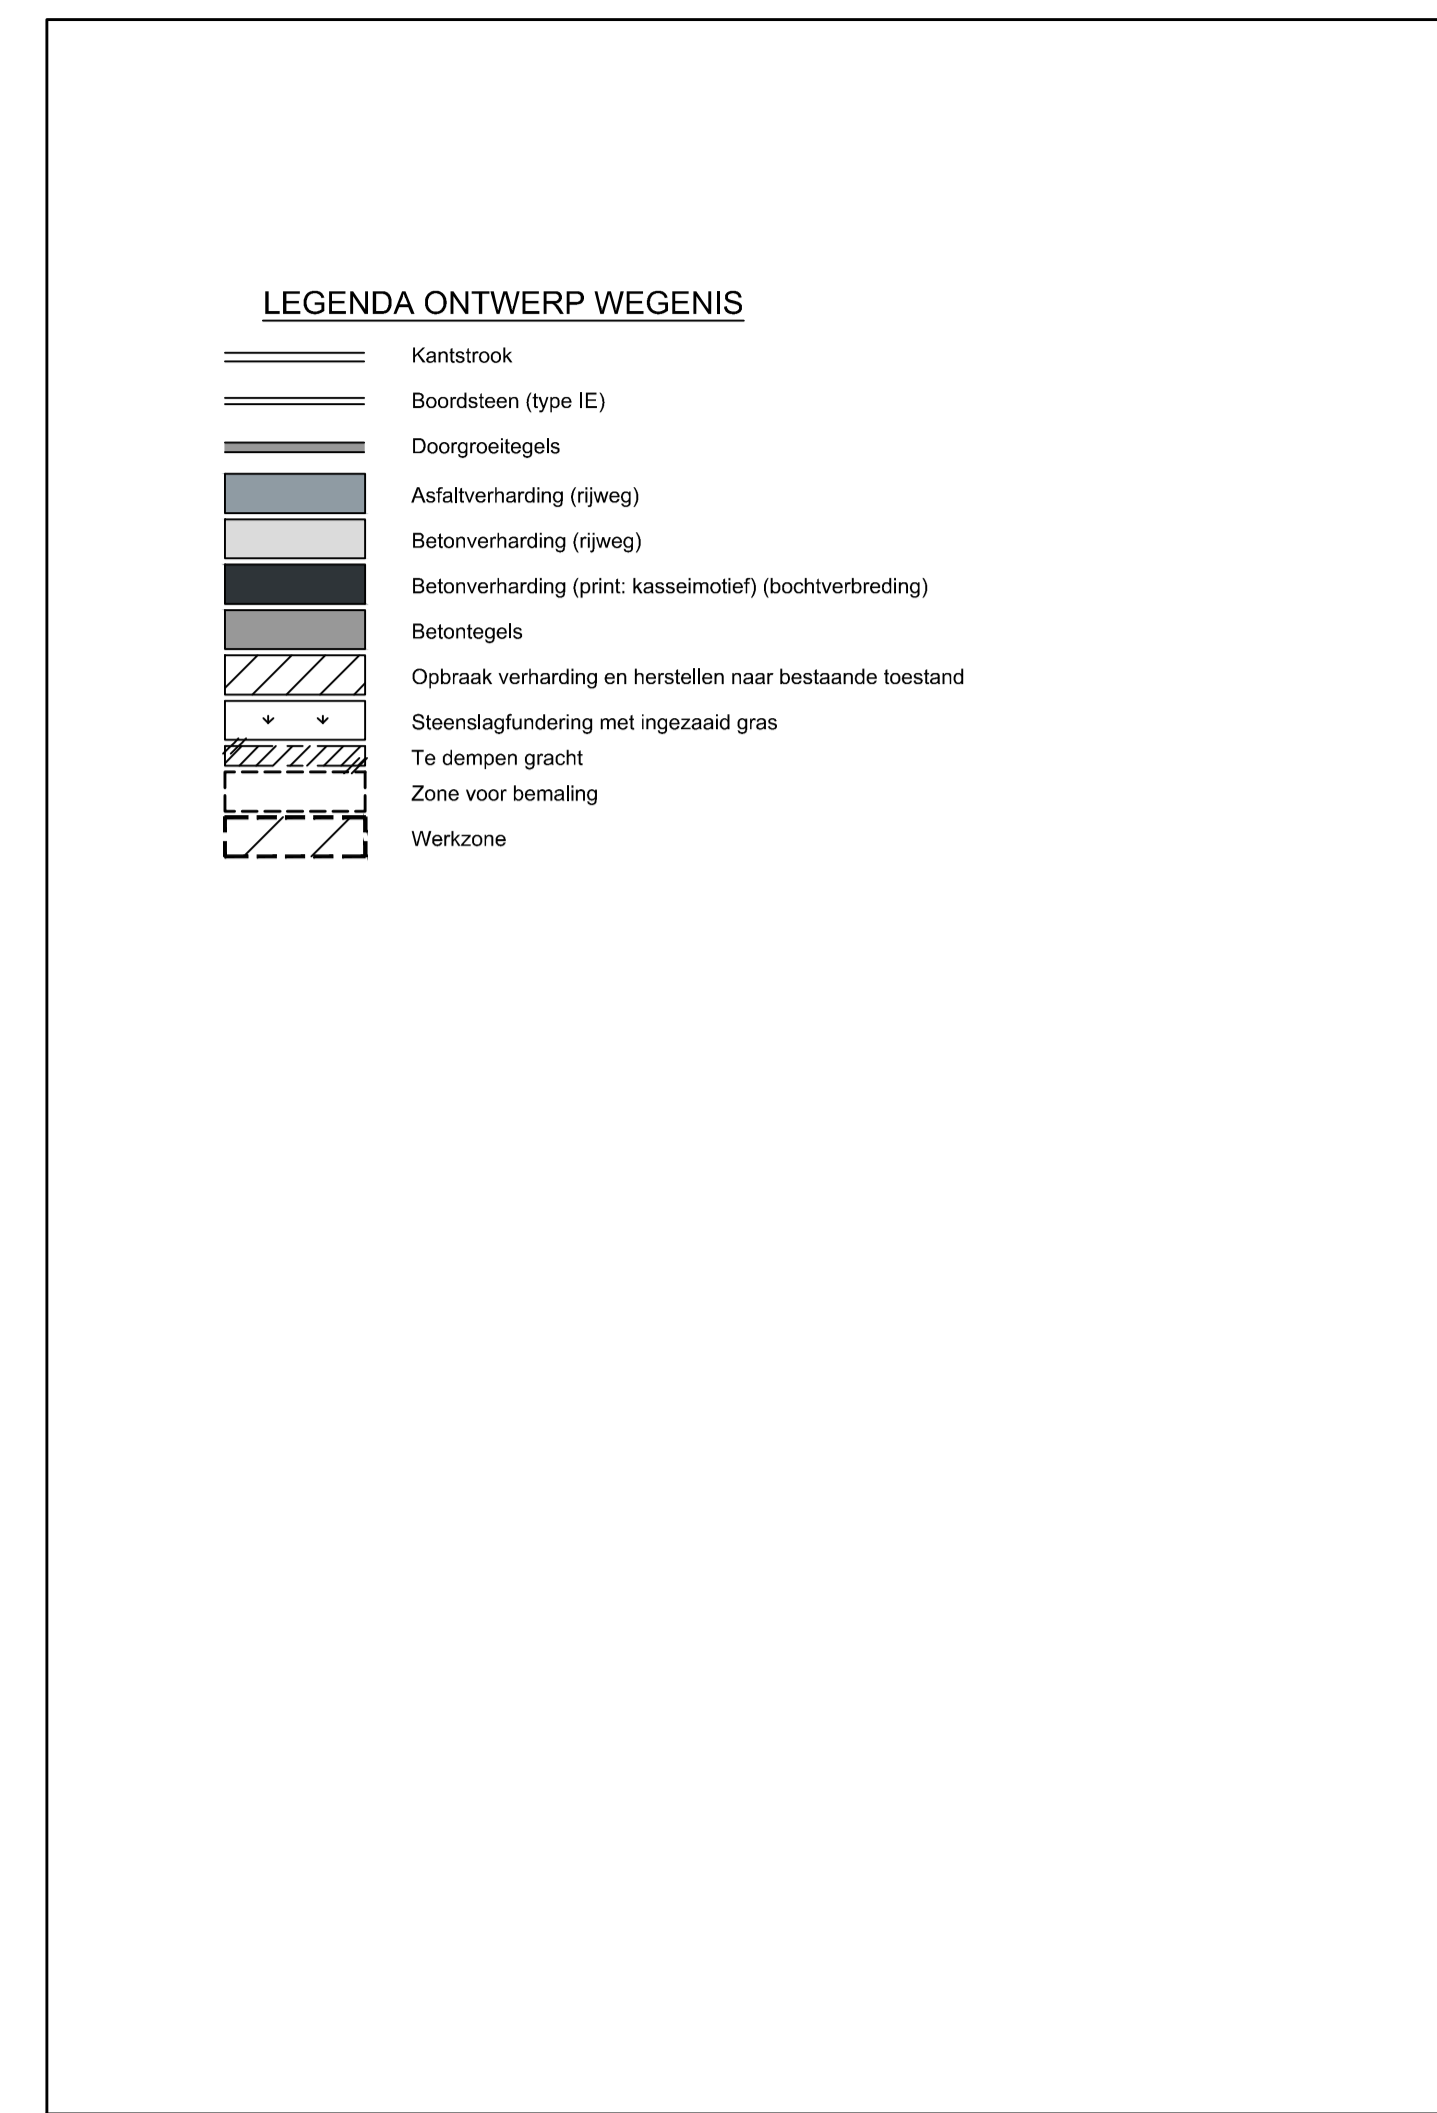 LEGENDA ONTWERP WEGENIS
Kantstrook
Boordsteen (type IE)
Doorgroeitegels
Asfaltverharding (rijweg)
Betonverharding (rijweg)
Betonverharding (print: kasseimotief) (bochtverbreding)
Betontegels
Opbraak verharding en herstellen naar bestaande toestand
Steenslagfundering met ingezaaid gras
Te dempen gracht
Zone voor bemaling
Werkzone